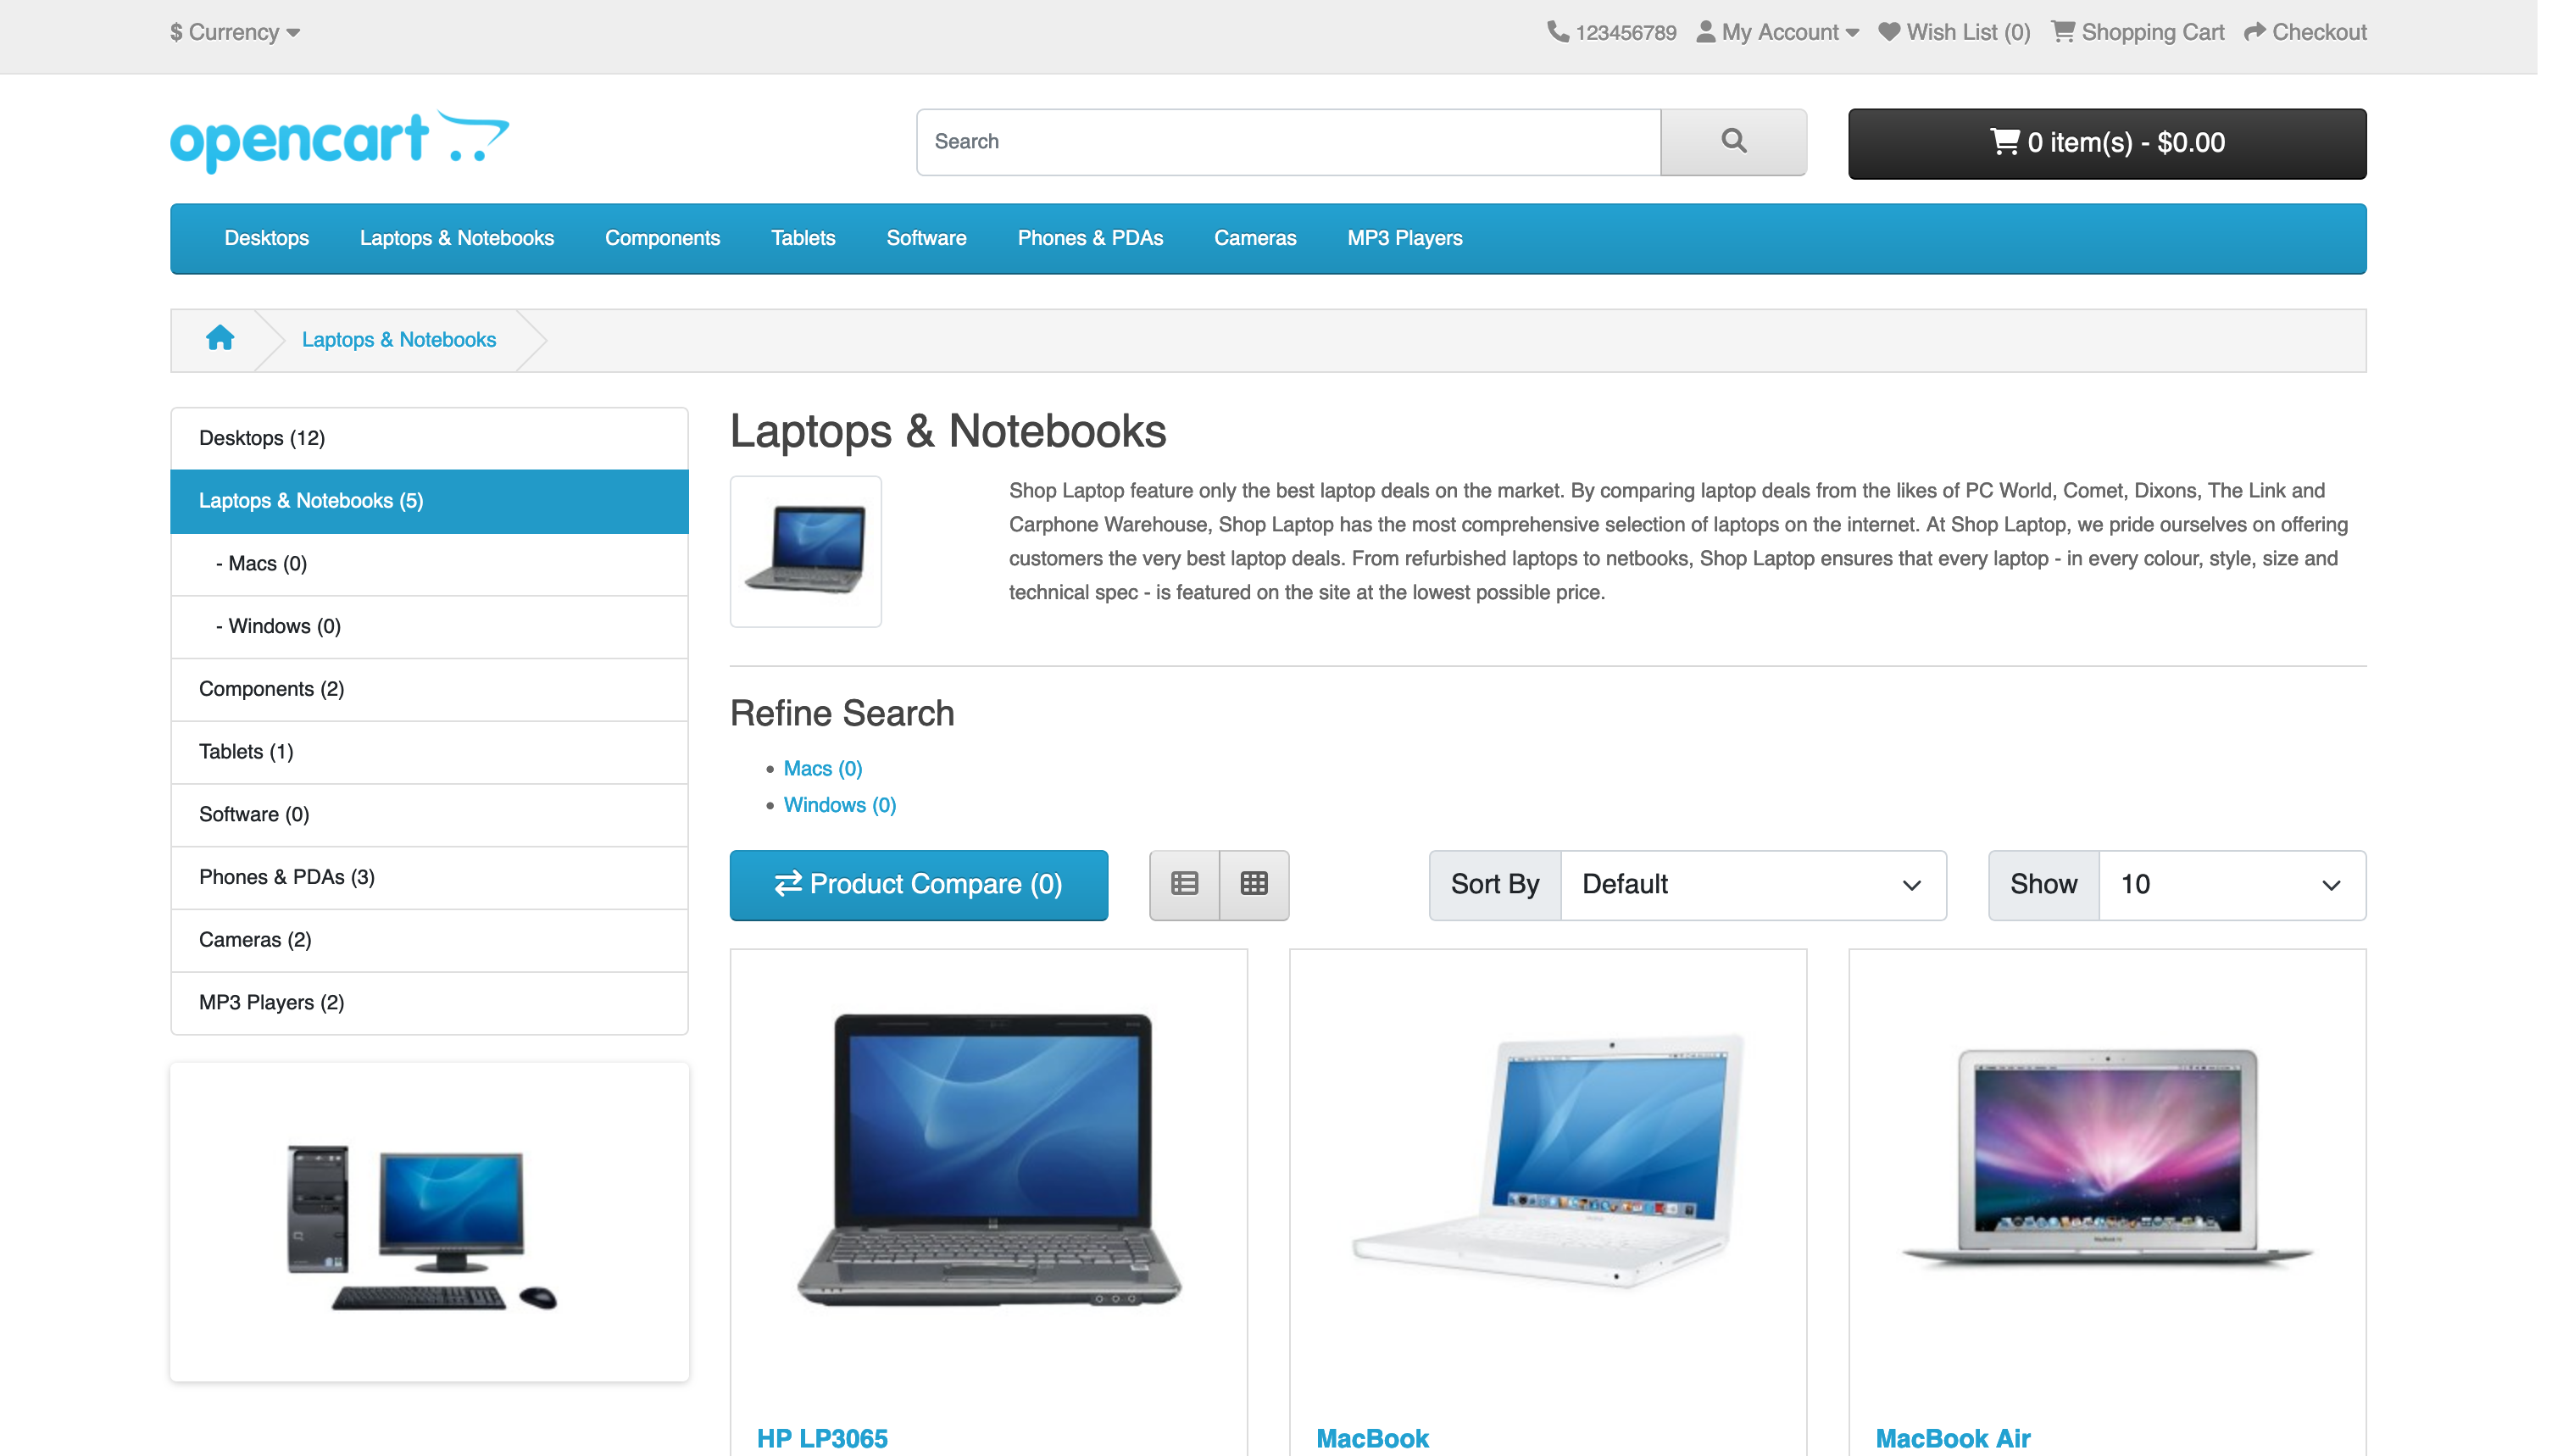 $ Currency
123456789 My Account Wish List (0) Shopping Cart Checkout
opencart
Search
0 item(s) - $0.00
Desktops Laptops & Notebooks Components Tablets Software Phones & PDAs Cameras MP3 Players
Laptops & Notebooks
Desktops (12)
Laptops & Notebooks (5)
- Macs (0)
- Windows (0)
Components (2)
Tablets (1)
Software (0)
Phones & PDAs (3)
Cameras (2)
MP3 Players (2)
Laptops & Notebooks
Shop Laptop feature only the best laptop deals on the market. By comparing laptop deals from the likes of PC World, Comet, Dixons, The Link and
Carphone Warehouse, Shop Laptop has the most comprehensive selection of laptops on the internet. At Shop Laptop, we pride ourselves on offering
customers the very best laptop deals. From refurbished laptops to netbooks, Shop Laptop ensures that every laptop - in every colour, style, size and
technical spec - is featured on the site at the lowest possible price.
Refine Search
Macs (0)
Windows (0)
Product Compare (0)
Sort By Default
Show 10
HP LP3065
MacBook
MacBook Air